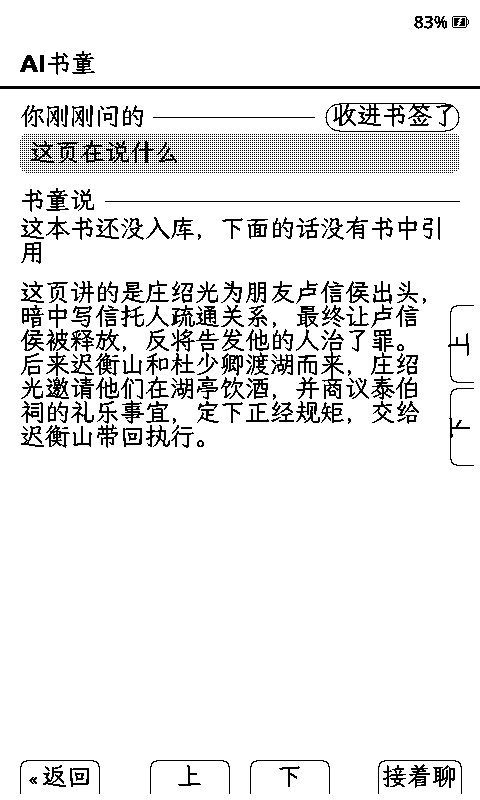 83%
AI书童
你刚刚问的
收进书签了
这页在说什么
书童说
这本书还没入库，下面的话没有书中引
用
这页讲的是庄绍光为朋友卢信侯出头，
暗中写信托人疏通关系，最终让卢信
侯被释放，反将告发他的人治了罪。
后来迟衡山和杜少卿渡湖而来，庄绍
光邀请他们在湖亭饮酒，并商议泰伯
祠的礼乐事宜，定下正经规矩，交给
迟衡山带回执行。
上
下
« 返回
上
下
接着聊